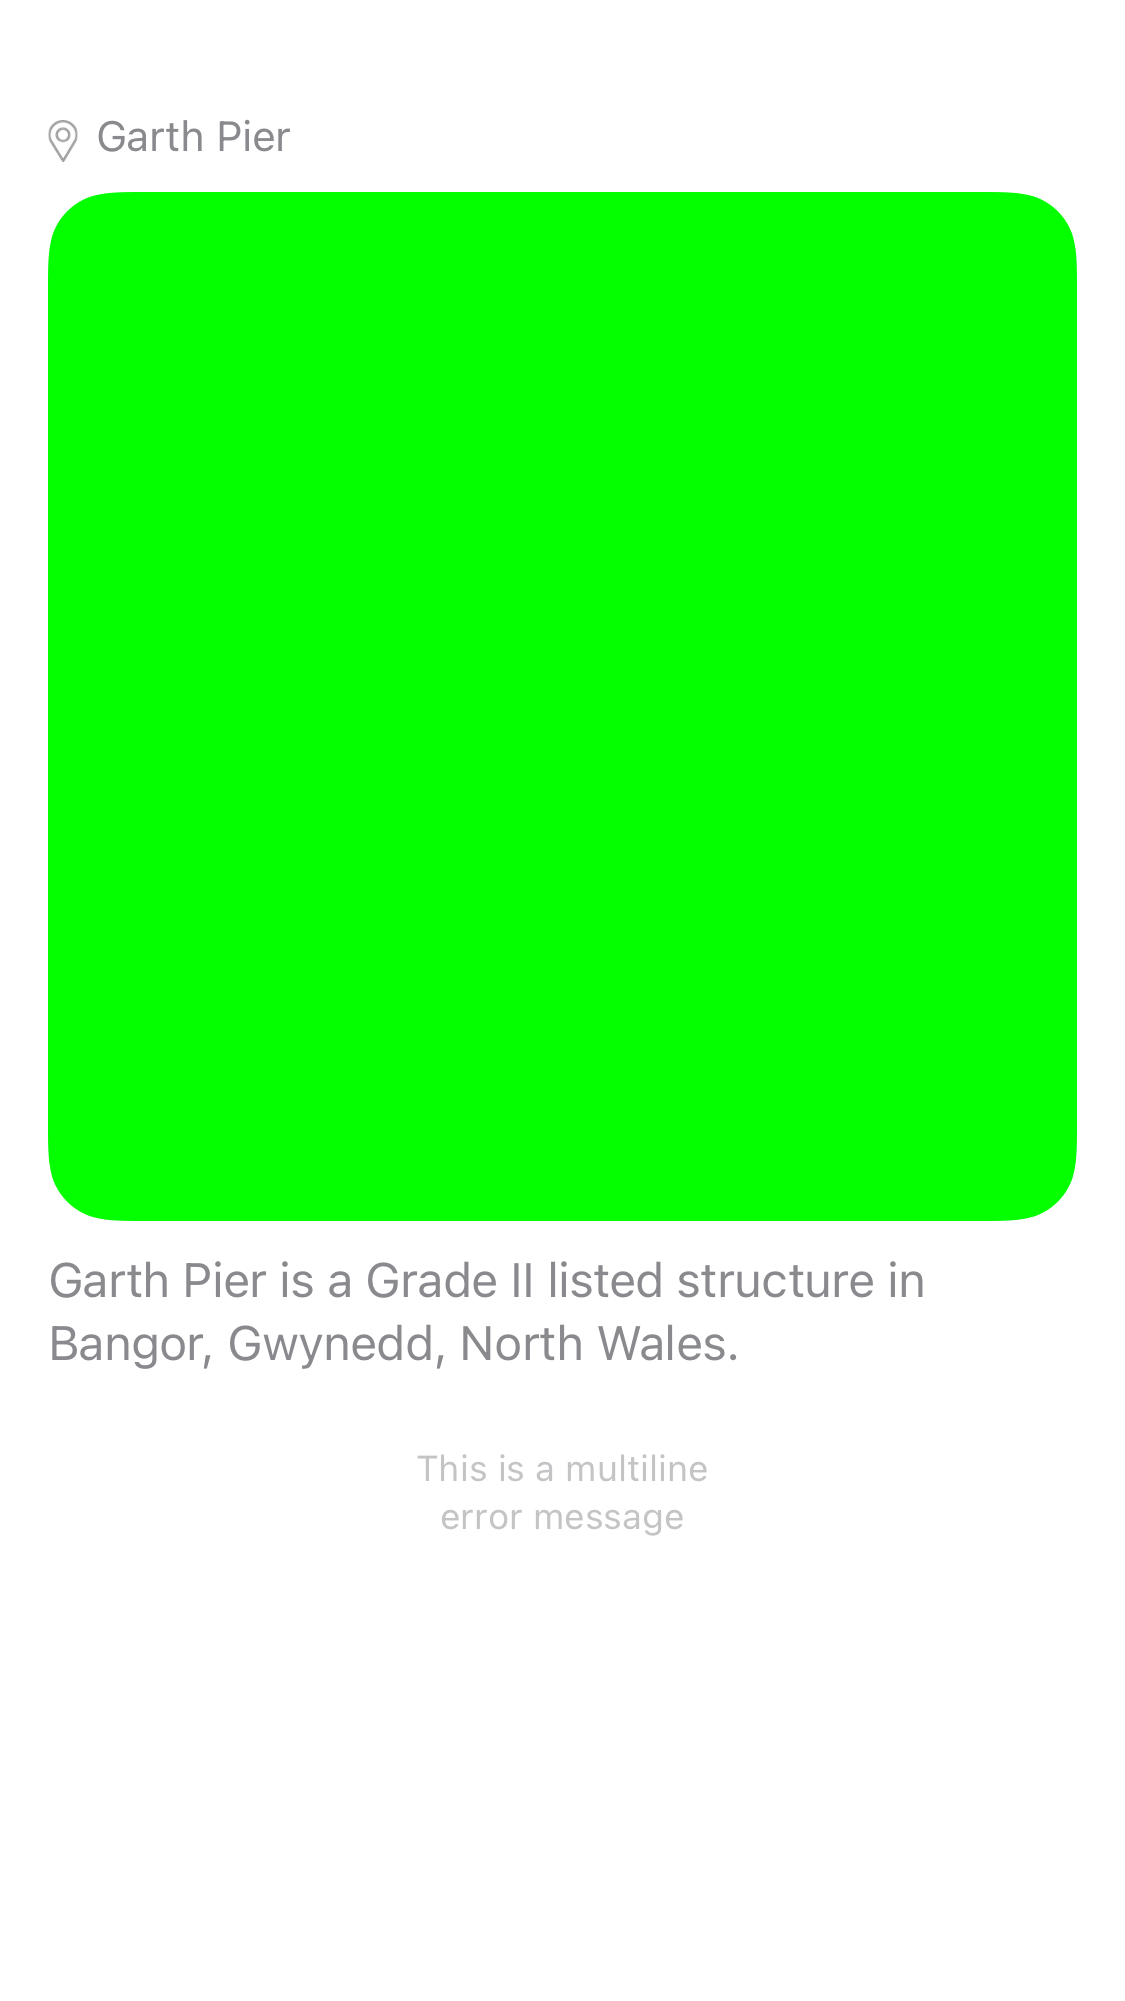 Garth Pier
Garth Pier is a Grade II listed structure in
Bangor, Gwynedd, North Wales.
This is a multiline
error message